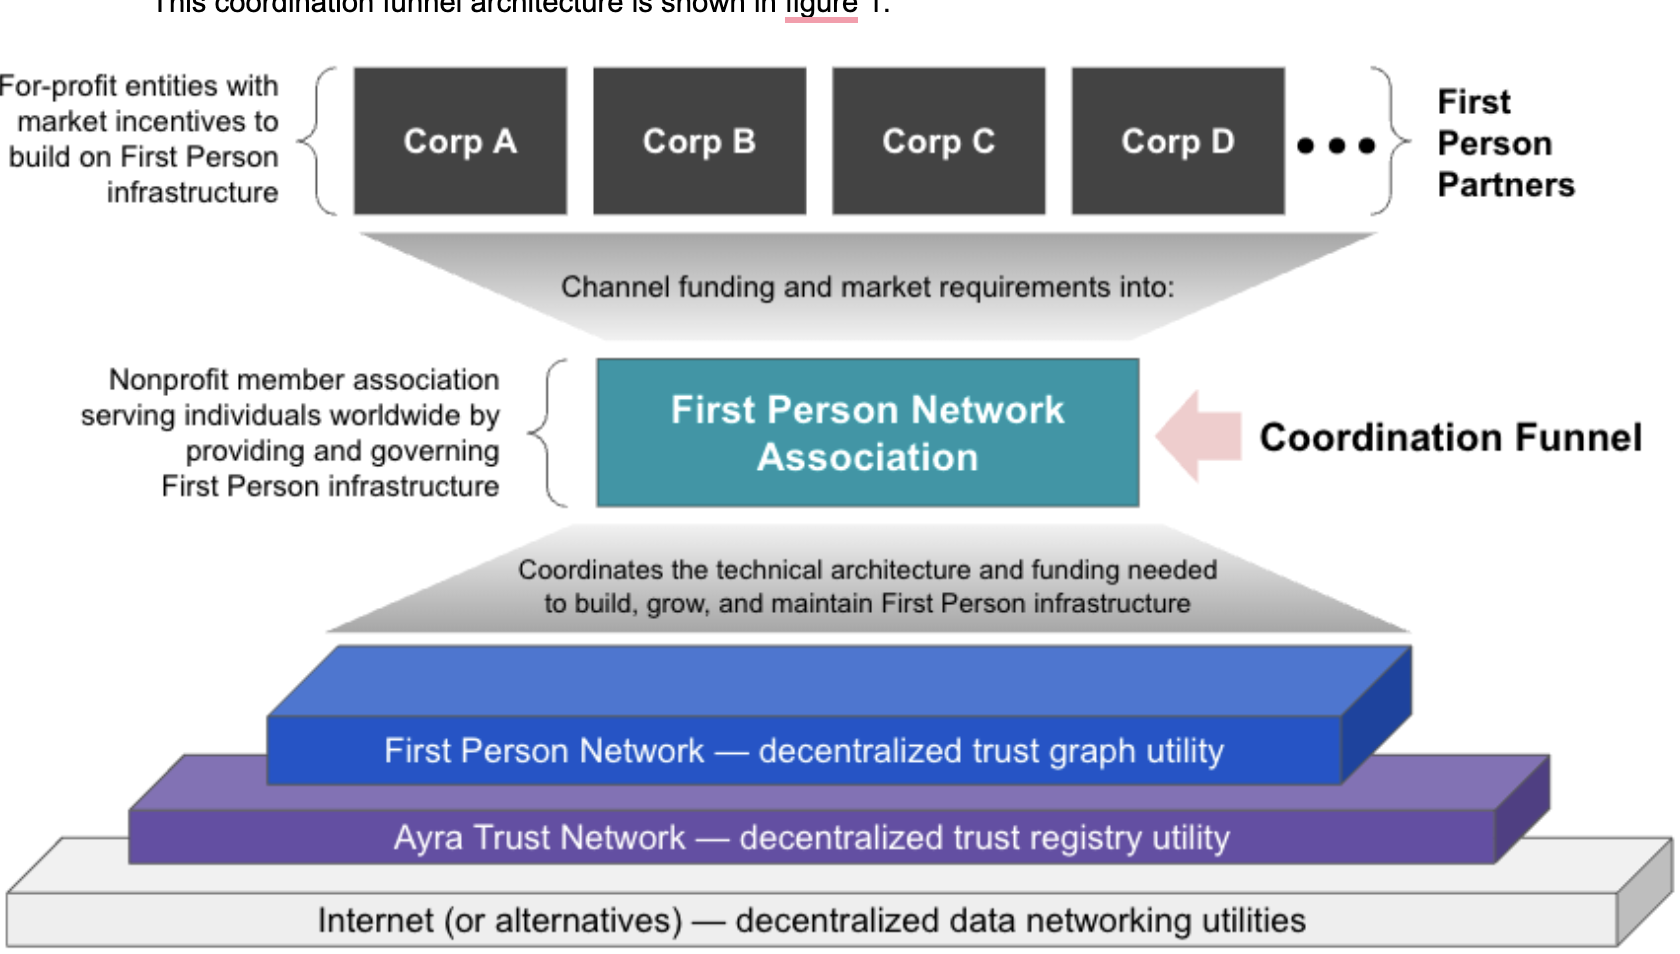 This coordination funnel architecture is shown in figure 1.
For-profit entities with
market incentives to
build on First Person
infrastructure
Corp A
Corp B
Corp C
Corp D
•••
First
Person
Partners
Channel funding and market requirements into:
Nonprofit member association
serving individuals worldwide by
providing and governing
First Person infrastructure
First Person Network
Association
Coordination Funnel
Coordinates the technical architecture and funding needed
to build, grow, and maintain First Person infrastructure
First Person Network — decentralized trust graph utility
Ayra Trust Network — decentralized trust registry utility
Internet (or alternatives) — decentralized data networking utilities